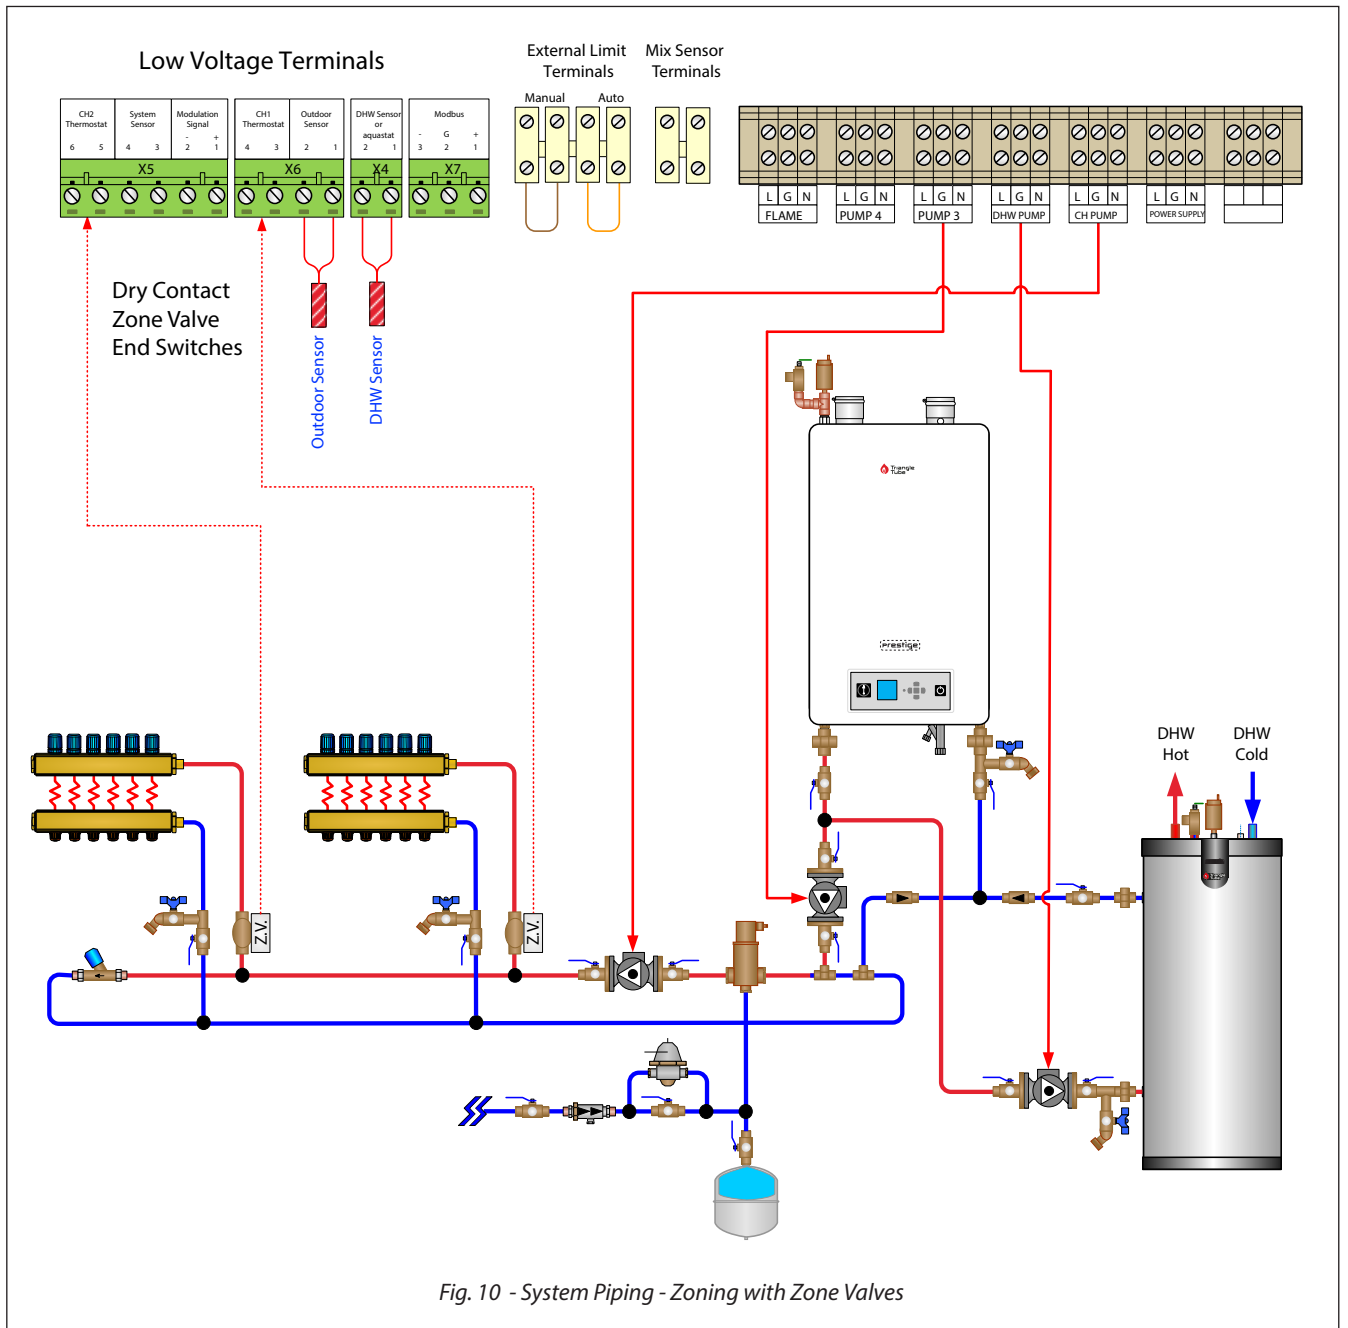 Low Voltage Terminals
External Limit
Terminals
Mix Sensor
Terminals
Manual Auto
CH2
Thermostat
6 5
System
Sensor
4 3
Modulation
Signal
- +
2 1
X5
CH1
Thermostat
4 3
Outdoor
Sensor
2 1
X6
DHW Sensor
or
aquastat
2 1
X4
Modbus
- G +
3 2 1
X7
L G N
FLAME
L G N
PUMP 4
L G N
PUMP 3
L G N
DHW PUMP
L G N
CH PUMP
L G N
POWER SUPPLY
Dry Contact
Zone Valve
End Switches
Outdoor Sensor
DHW Sensor
Triangle
Tube
Prestige
DHW
Hot
DHW
Cold
Z.V.
Z.V.
Fig. 10 - System Piping - Zoning with Zone Valves